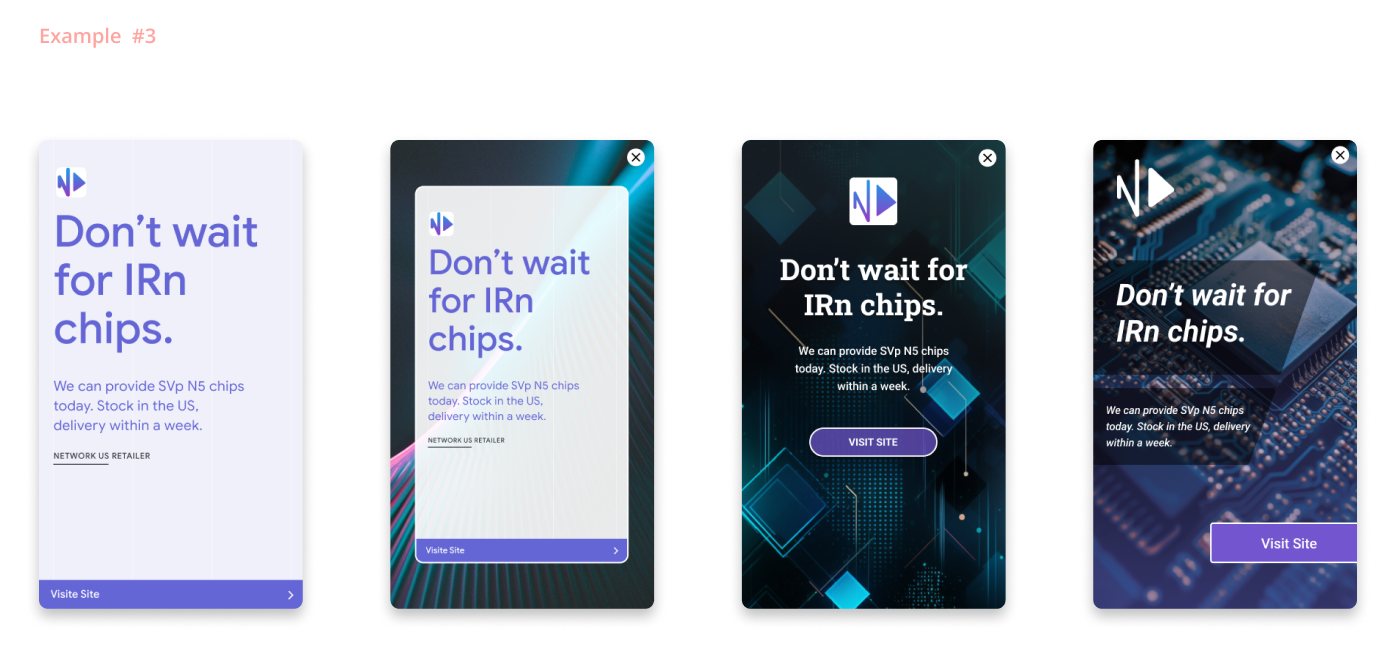 Example #3
Don't wait
for IRn
chips.
We can provide SVp N5 chips
today. Stock in the US,
delivery within a week.
NETWORK US RETAILER
Visite Site
Don't wait
for IRn
chips.
We can provide SVp N5 chips
today. Stock in the US,
delivery within a week.
NETWORK US RETAILER
Visite Site
Don't wait for
IRn chips.
We can provide SVp N5 chips
today. Stock in the US, delivery
within a week.
VISIT SITE
Don't wait for
IRn chips.
We can provide SVp N5 chips
today. Stock in the US, delivery
within a week.
Visit Site